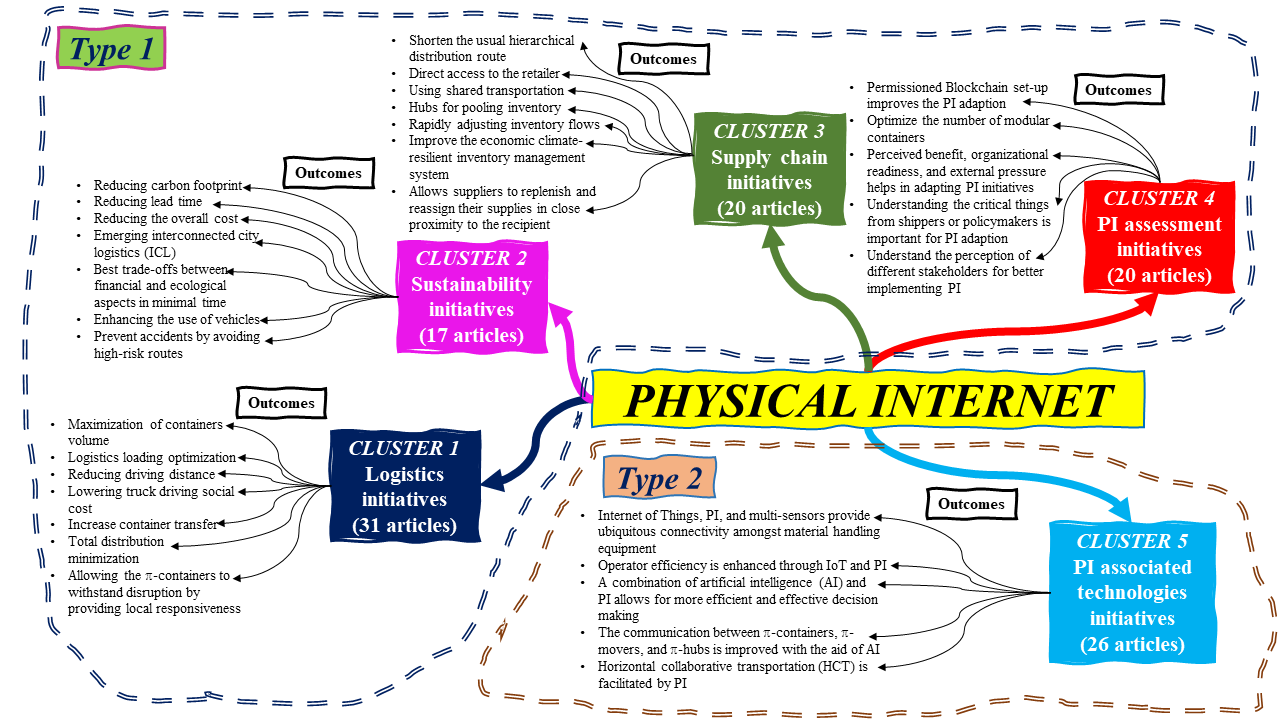 Type 1
Outcomes
• Shorten the usual hierarchical
distribution route
• Direct access to the retailer
• Using shared transportation
• Hubs for pooling inventory
• Rapidly adjusting inventory flows
• Improve the economic climate-
resilient inventory management
system
• Allows suppliers to replenish and
reassign their supplies in close
proximity to the recipient
CLUSTER 3
Supply chain
initiatives
(20 articles)
Outcomes
• Permissioned Blockchain set-up
improves the PI adaption
• Optimize the number of modular
containers
• Perceived benefit, organizational
readiness, and external pressure
helps in adapting PI initiatives
• Understanding the critical things
from shippers or policymakers is
important for PI adaption
• Understand the perception of
different stakeholders for better
implementing PI
CLUSTER 4
PI assessment
initiatives
(20 articles)
Outcomes
• Reducing carbon footprint
• Reducing lead time
• Reducing the overall cost
• Emerging interconnected city
logistics (ICL)
• Best trade-offs between
financial and ecological
aspects in minimal time
• Enhancing the use of vehicles
• Prevent accidents by avoiding
high-risk routes
CLUSTER 2
Sustainability
initiatives
(17 articles)
PHYSICAL INTERNET
Outcomes
• Maximization of containers
volume
• Logistics loading optimization
• Reducing driving distance
• Lowering truck driving social
cost
• Increase container transfer
• Total distribution
minimization
• Allowing the π-containers to
withstand disruption by
providing local responsiveness
CLUSTER 1
Logistics
initiatives
(31 articles)
Type 2
Outcomes
• Internet of Things, PI, and multi-sensors provide
ubiquitous connectivity amongst material handling
equipment
• Operator efficiency is enhanced through IoT and PI
• A combination of artificial intelligence (AI) and
PI allows for more efficient and effective decision
making
• The communication between π-containers, π-
movers, and π-hubs is improved with the aid of AI
• Horizontal collaborative transportation (HCT) is
facilitated by PI
CLUSTER 5
PI associated
technologies
initiatives
(26 articles)